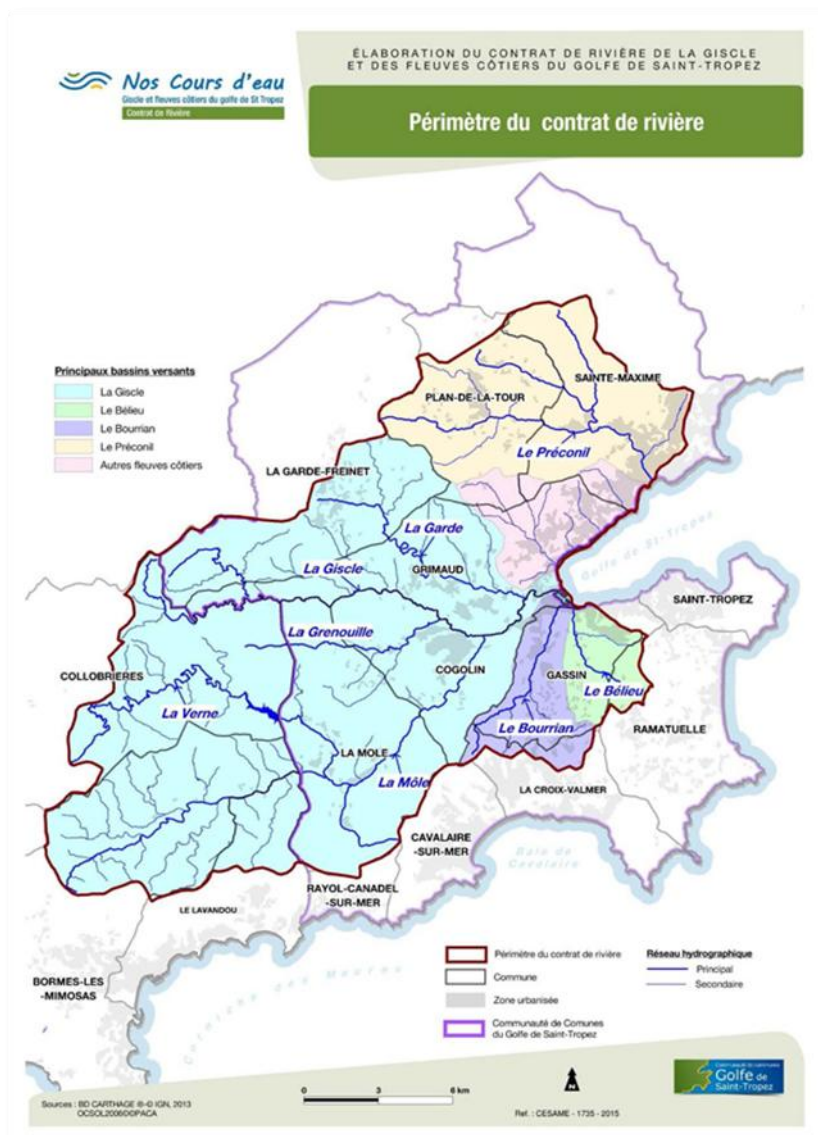 ÉLABORATION DU CONTRAT DE RIVIÈRE DE LA GISCLE
ET DES FLEUVES CÔTIERS DU GOLFE DE SAINT-TROPEZ
Nos Cours d'eau
Giscle et fleuves côtiers du golfe de St Tropez
Contrat de Rivière
Périmètre du contrat de rivière
Principaux bassins versants
La Giscle
Le Bélieu
Le Bourrian
Le Préconil
Autres fleuves côtiers
SAINTE-MAXIME
PLAN-DE-LA-TOUR
Le Préconil
LA GARDE-FREINET
La Garde
Golfe de St-Tropez
La Giscle
GRIMAUD
SAINT-TROPEZ
La Grenouille
COGOLIN
COLLOBRIERES
GASSIN
Le Bélieu
La Verne
Le Bourrian
RAMATUELLE
LA MOLE
La Môle
LA CROIX-VALMER
CAVALAIRE
-SUR-MER
Baie de
Cavalaire
RAYOL-CANADEL
-SUR-MER
LE LAVANDOU
BORMES-LES
-MIMOSAS
Corniche des Maures
Périmètre du contrat de rivière
Commune
Zone urbanisée
Communauté de Comunes
du Golfe de Saint-Tropez
Réseau hydrographique
Principal
Secondaire
0 3 6 km
N
Communauté de communes
Golfe de
Saint-Tropez
Sources : BD CARTHAGE ®-© IGN, 2013
OCSOL2006©©PACA
Ref. : CESAME - 1735 - 2015